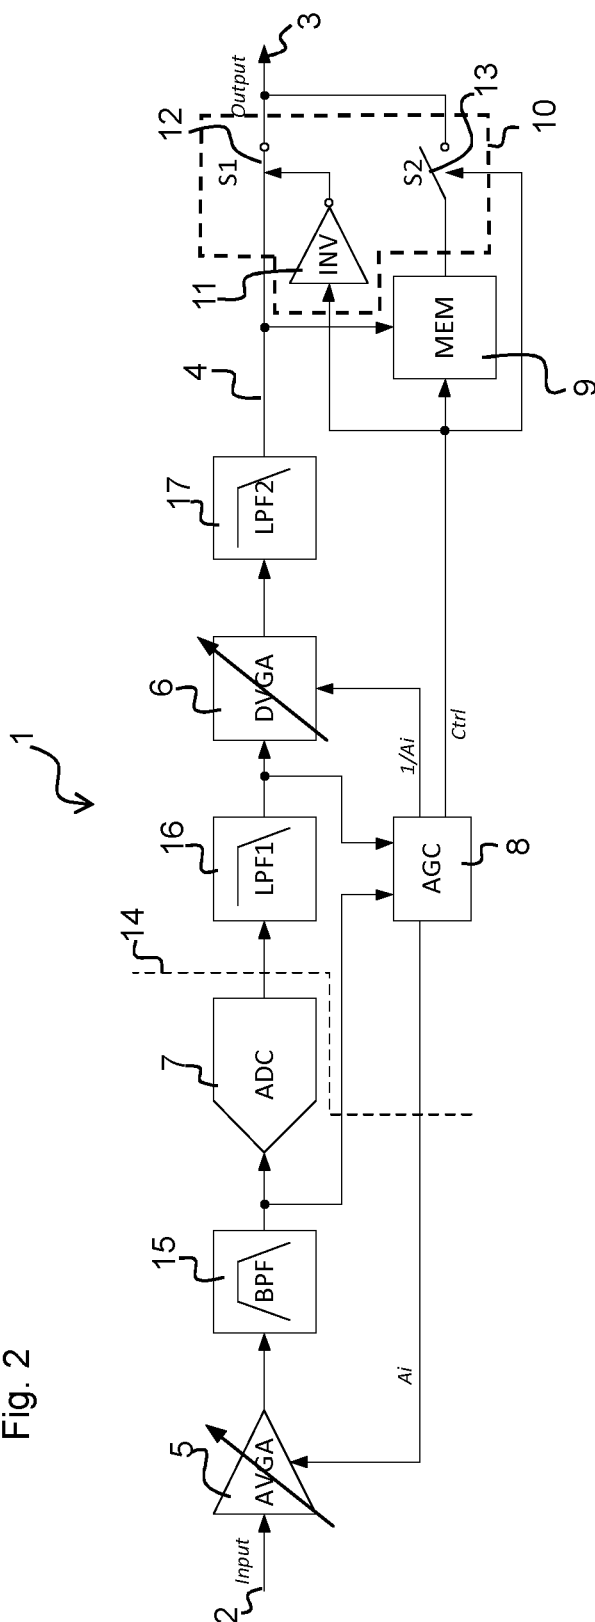 Fig. 2
1
2
Input
5
AVGA
15
BPF
7
ADC
14
16
LPF1
6
DVGA
17
LPF2
4
11
INV
12
S1
Output
3
Ai
8
AGC
1/Ai
Ctrl
9
MEM
S2
13
10